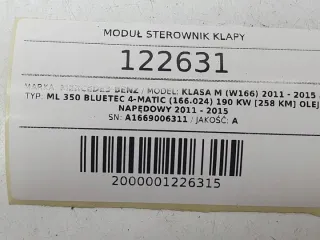 MODUŁ STEROWNIK KLAPY
122631
MARKA: MERCEDES BENZ / MODEL: KLASA M (W166) 2011 - 2015 /
TYP: ML 350 BLUETEC 4-MATIC (166.024) 190 KW [258 KM] OLEJ
NAPĘDOWY 2011 - 2015
SN: A1669006311 / JAKOŚĆ: A
2000001226315